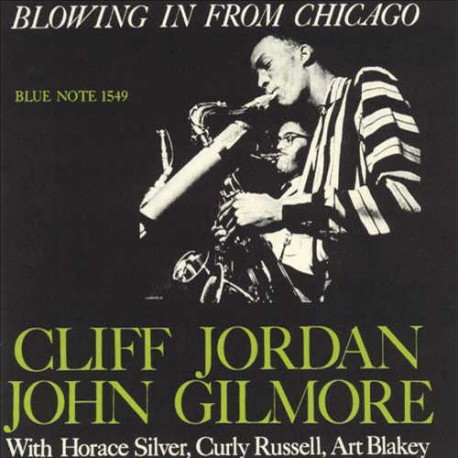 BLOWING IN FROM CHICAGO
BLUE NOTE 1549
CLIFF JORDAN
JOHN GILMORE
With Horace Silver, Curly Russell, Art Blakey